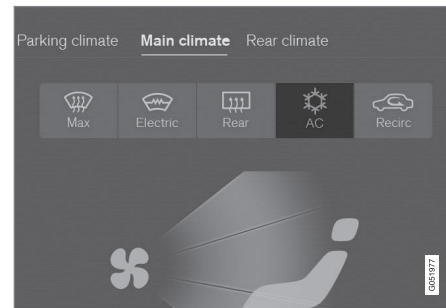 Parking climate Main climate Rear climate
Max Electric Rear AC Recirc
G051977